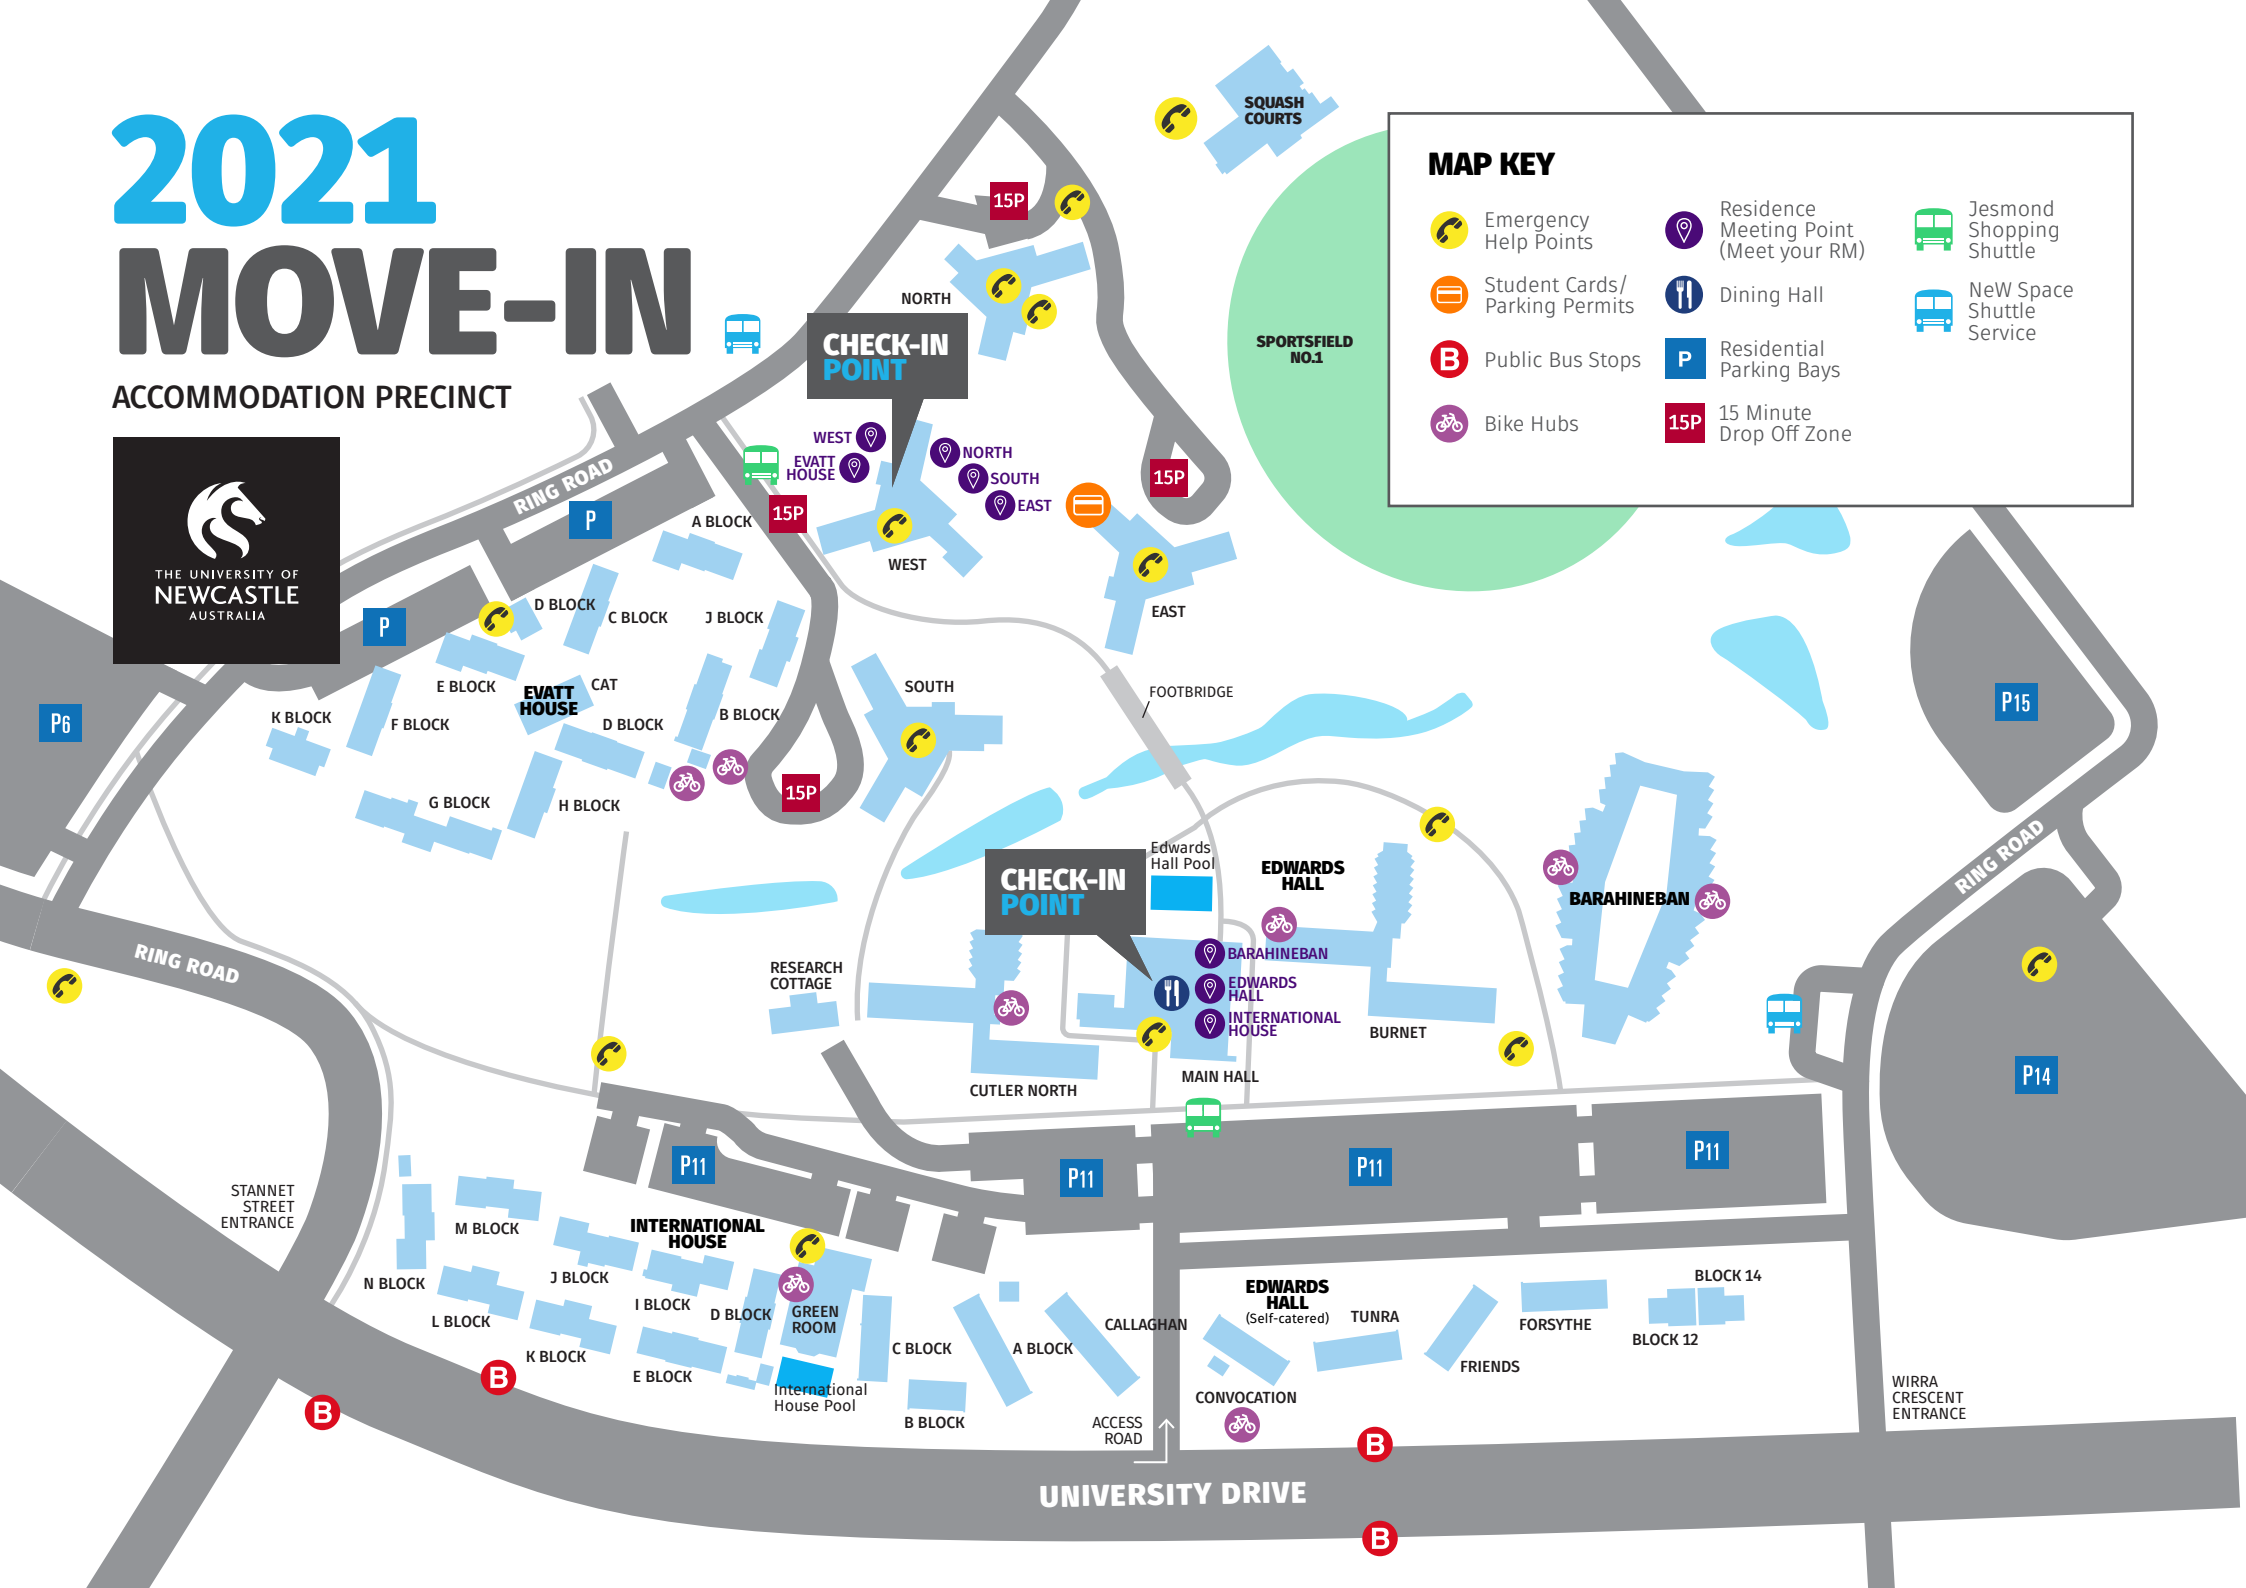 2021
MOVE-IN
ACCOMMODATION PRECINCT
THE UNIVERSITY OF
NEWCASTLE
AUSTRALIA
MAP KEY
Emergency
Help Points
Student Cards/
Parking Permits
B
Public Bus Stops
Bike Hubs
Residence
Meeting Point
(Meet your RM)
Dining Hall
P
Residential
Parking Bays
15P
15 Minute
Drop Off Zone
Jesmond
Shopping
Shuttle
NeW Space
Shuttle
Service
SQUASH
COURTS
15P
NORTH
CHECK-IN
POINT
SPORTSFIELD
NO.1
WEST
EVATT
HOUSE
NORTH
SOUTH
EAST
15P
RING ROAD
P
A BLOCK
15P
WEST
EAST
P
D BLOCK
C BLOCK
J BLOCK
E BLOCK
EVATT
HOUSE
CAT
SOUTH
FOOTBRIDGE
P6
K BLOCK
F BLOCK
D BLOCK
B BLOCK
P15
G BLOCK
H BLOCK
15P
RING ROAD
Edwards
Hall Pool
CHECK-IN
POINT
EDWARDS
HALL
BARAHINEBAN
RING ROAD
RESEARCH
COTTAGE
BARAHINEBAN
EDWARDS
HALL
INTERNATIONAL
HOUSE
BURNET
MAIN HALL
CUTLER NORTH
P14
P11
P11
P11
P11
STANNET
STREET
ENTRANCE
M BLOCK
INTERNATIONAL
HOUSE
N BLOCK
J BLOCK
I BLOCK
D BLOCK
GREEN
ROOM
L BLOCK
K BLOCK
E BLOCK
C BLOCK
A BLOCK
CALLAGHAN
International
House Pool
B BLOCK
EDWARDS
HALL
(Self-catered)
TUNRA
FORSYTHE
BLOCK 14
BLOCK 12
FRIENDS
CONVOCATION
WIRRA
CRESCENT
ENTRANCE
ACCESS
ROAD
B
B
B
UNIVERSITY DRIVE
B